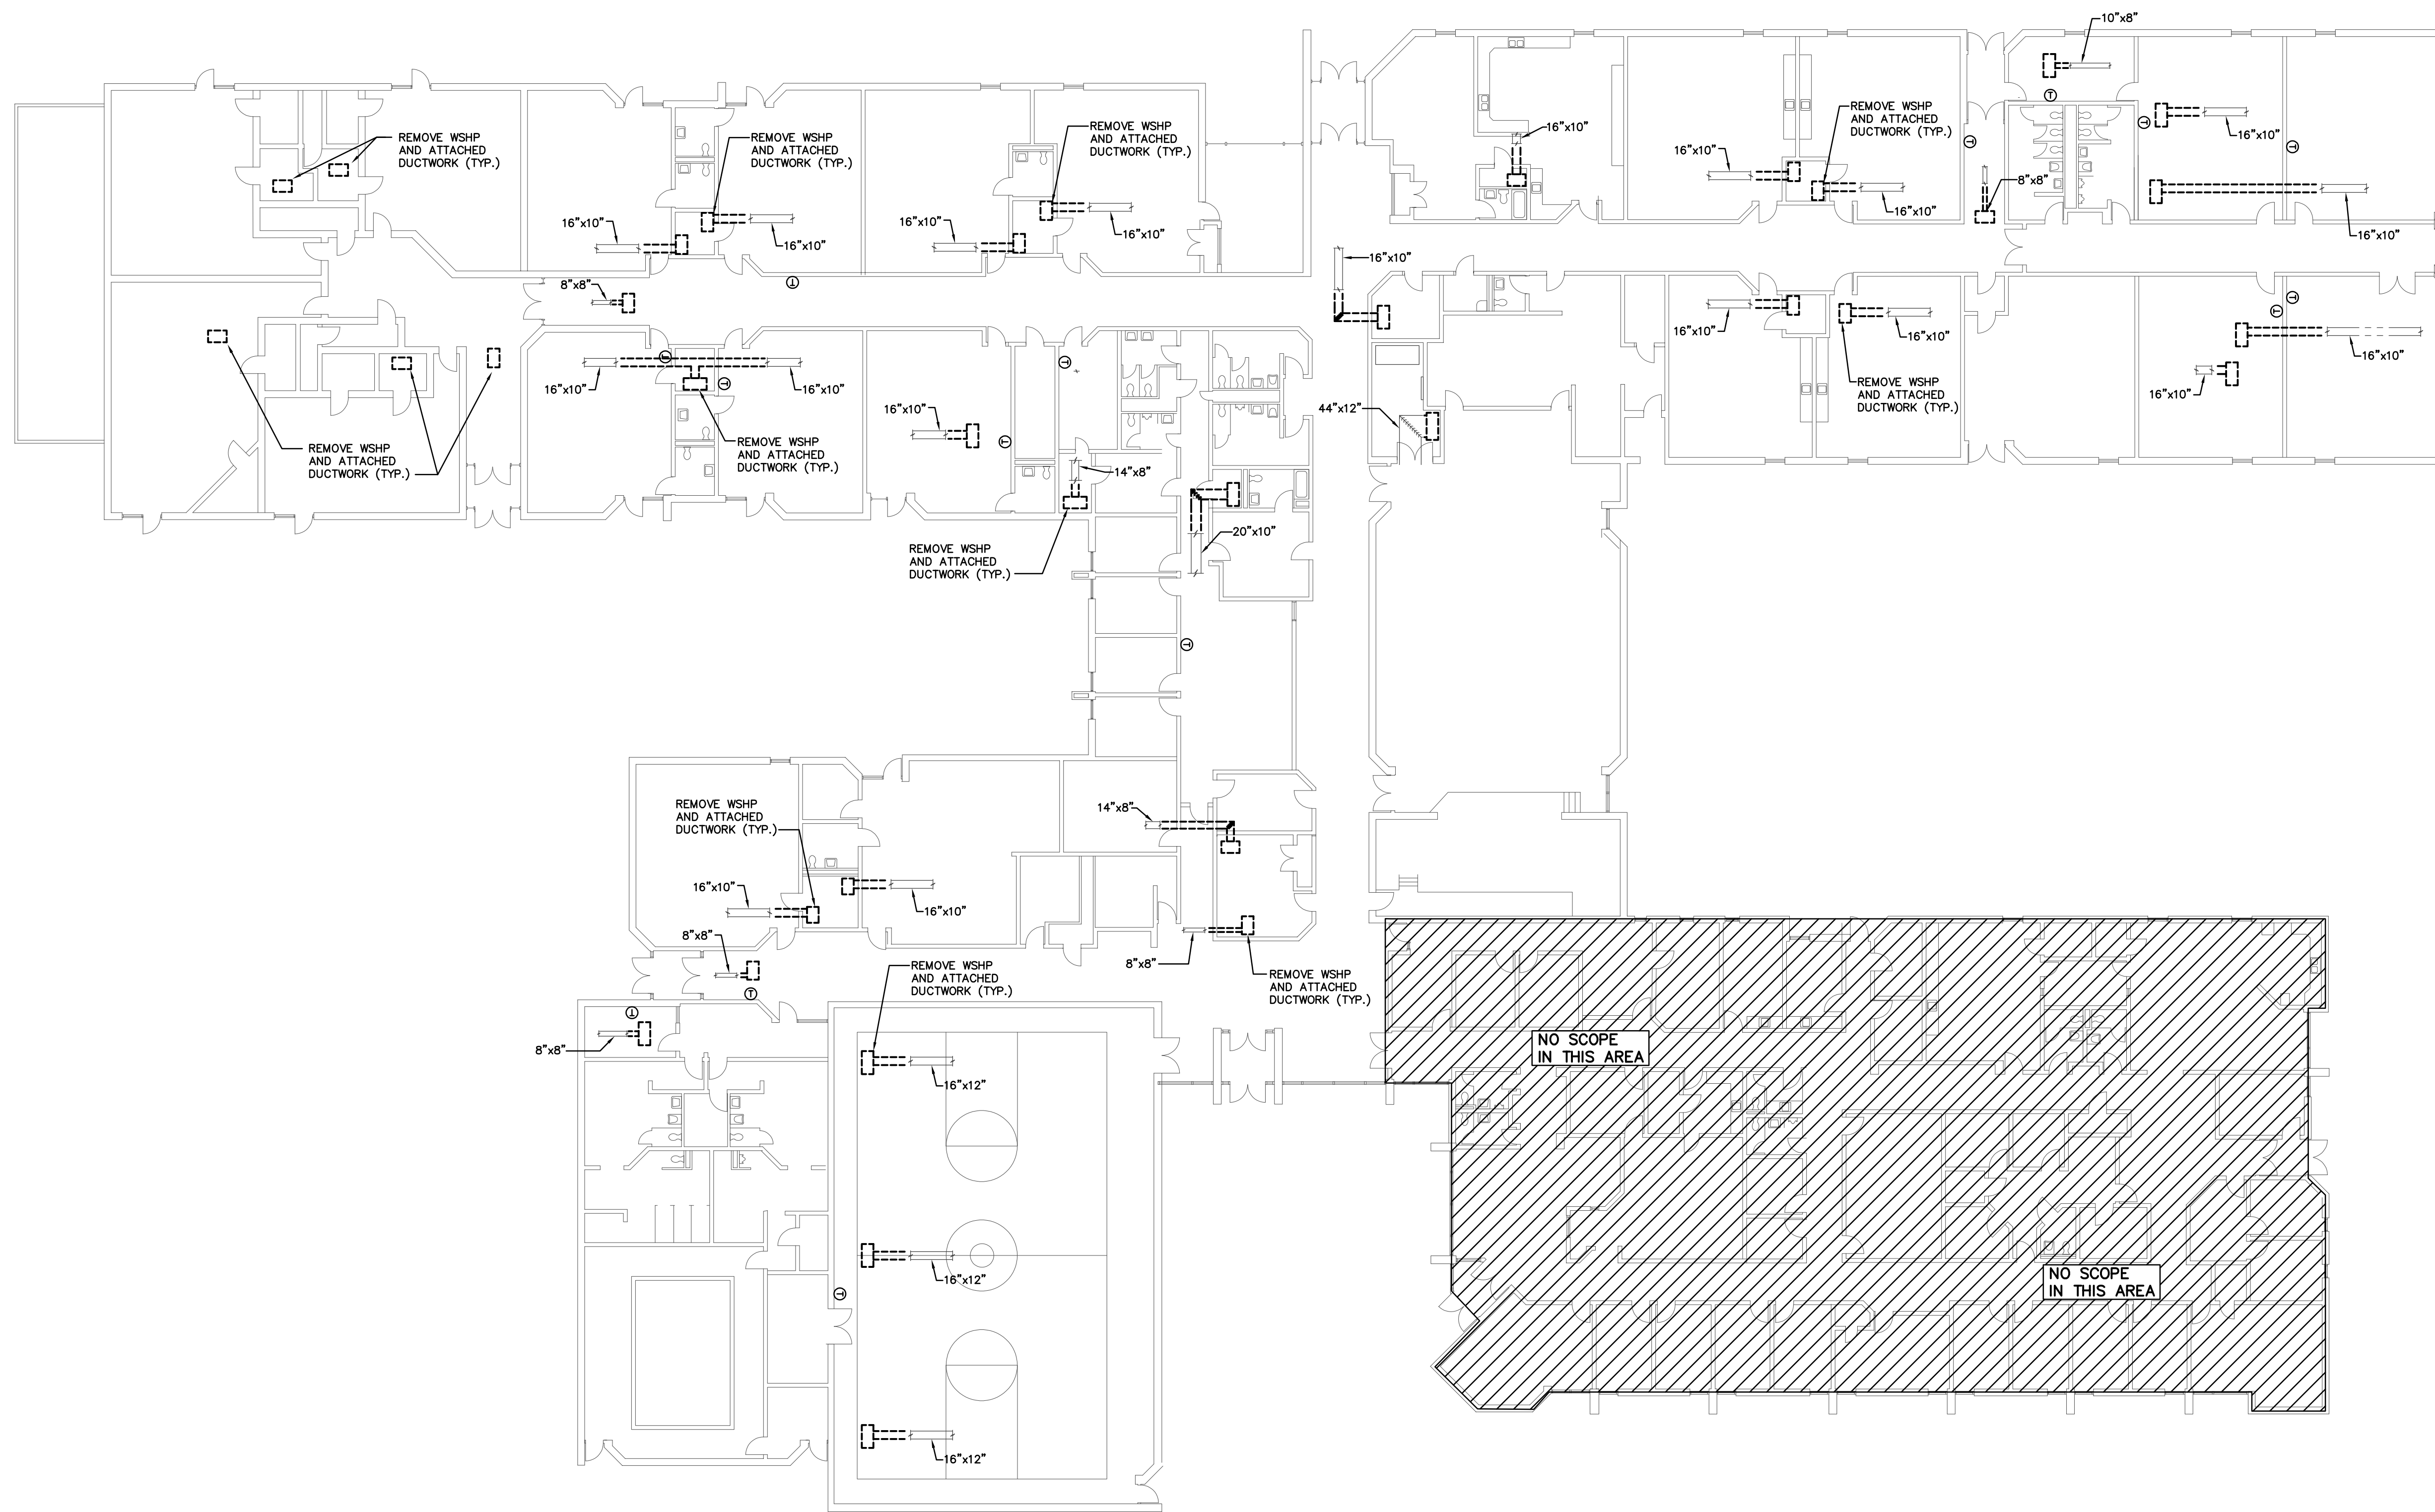 10"x8"
REMOVE WSHP
AND ATTACHED
DUCTWORK (TYP.)
REMOVE WSHP
AND ATTACHED
DUCTWORK (TYP.)
REMOVE WSHP
AND ATTACHED
DUCTWORK (TYP.)
16"x10"
REMOVE WSHP
AND ATTACHED
DUCTWORK (TYP.)
T
T
16"x10"
T
16"x10"
T
8"x8"
16"x10"
16"x10"
16"x10"
16"x10"
16"x10"
16"x10"
16"x10"
16"x10"
T
8"x8"
T
T
16"x10"
16"x10"
16"x10"
T
T
T
16"x10"
16"x10"
REMOVE WSHP
AND ATTACHED
DUCTWORK (TYP.)
16"x10"
16"x10"
44"x12"
T
REMOVE WSHP
AND ATTACHED
DUCTWORK (TYP.)
REMOVE WSHP
AND ATTACHED
DUCTWORK (TYP.)
14"x8"
20"x10"
REMOVE WSHP
AND ATTACHED
DUCTWORK (TYP.)
T
REMOVE WSHP
AND ATTACHED
DUCTWORK (TYP.)
14"x8"
16"x10"
16"x10"
8"x8"
8"x8"
REMOVE WSHP
AND ATTACHED
DUCTWORK (TYP.)
REMOVE WSHP
AND ATTACHED
DUCTWORK (TYP.)
T
T
8"x8"
NO SCOPE
IN THIS AREA
16"x12"
16"x12"
NO SCOPE
IN THIS AREA
T
16"x12"